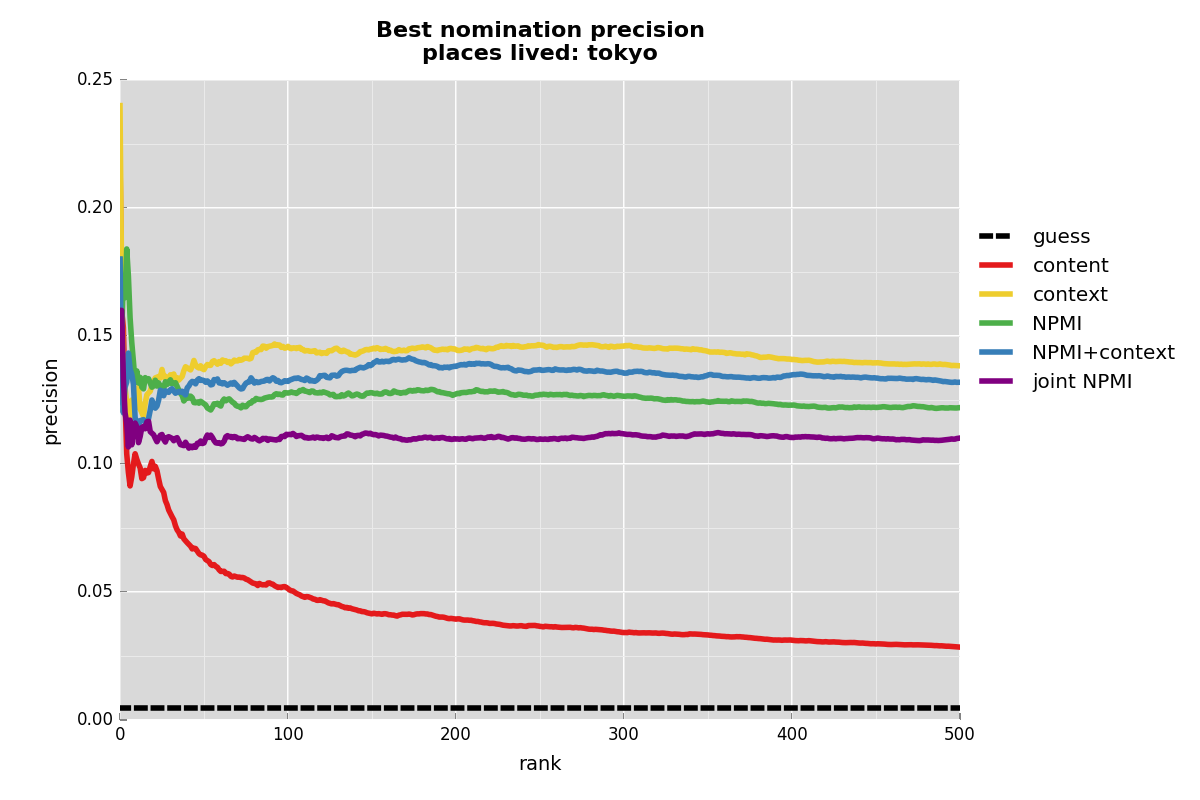 Best nomination precision
places lived: tokyo
precision
0.25
0.20
0.15
0.10
0.05
0.00
0
100
200
300
400
500
rank
guess
content
context
NPMI
NPMI+context
joint NPMI